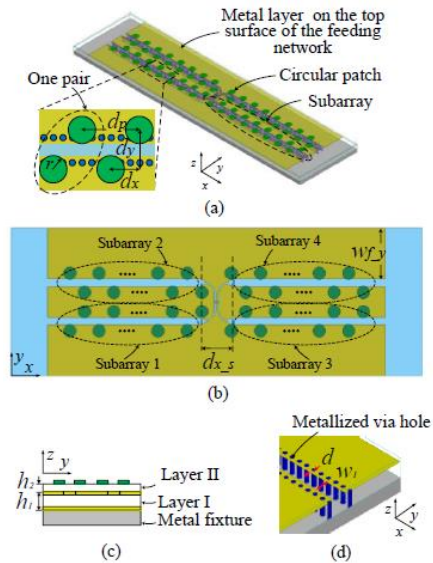 Metal layer on the top
surface of the feeding
network
One pair
Circular patch
Subarray
dp
dy
r
dx
z
y
x
(a)
Subarray 2
Subarray 4
wf_y
Subarray 1
Subarray 3
dx_s
y
x
(b)
z
y
h2
h1
Layer II
Layer I
Metal fixture
(c)
Metallized via hole
d
w1
z
y
x
(d)